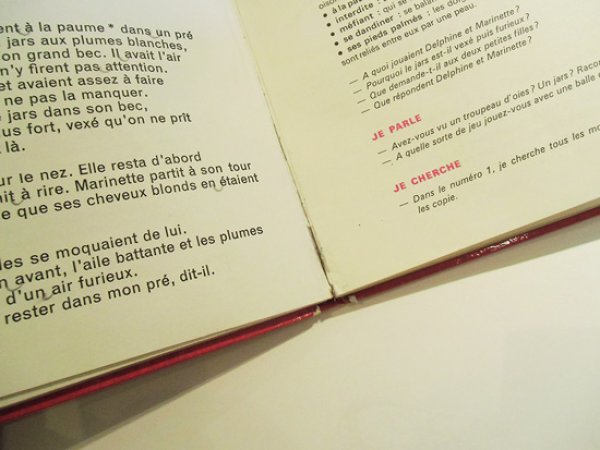 ent à la paume * dans un pré
jars aux plumes blanches,
on grand bec. Il avait l'air
n'y firent pas attention.
et avaient assez à faire
ne pas la manquer.
jars dans son bec,
us fort, vexé qu'on ne prît
t là.
ur le nez. Elle resta d'abord
it à rire. Marinette partit à son tour
e que ses cheveux blonds en étaient
les se moquaient de lui.
n avant, l'aile battante et les plumes
d'un air furieux.
rester dans mon pré, dit-il.
oison
• à la pau
• interdite :
• méfiant : qui se
• se dandiner : se bala
• ses pieds palmés : les doi
sont reliés entre eux par une peau.
— A quoi jouaient Delphine et Marinette?
— Pourquoi le jars est-il vexé puis furieux?
— Que demande-t-il aux deux petites filles?
— Que répondent Delphine et Marinette?
JE PARLE
— Avez-vous vu un troupeau d'oies? Un jars? Racon
— A quelle sorte de jeu jouez-vous avec une balle e
JE CHERCHE
— Dans le numéro 1, je cherche tous les mo
les copie.